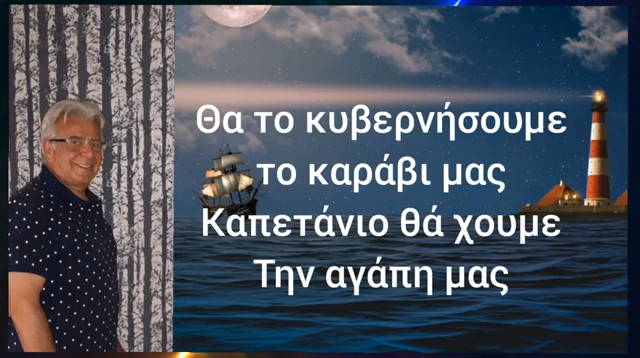 Θα το κυβερνήσουμε
το καράβι μας
Καπετάνιο θά χουμε
Την αγάπη μας